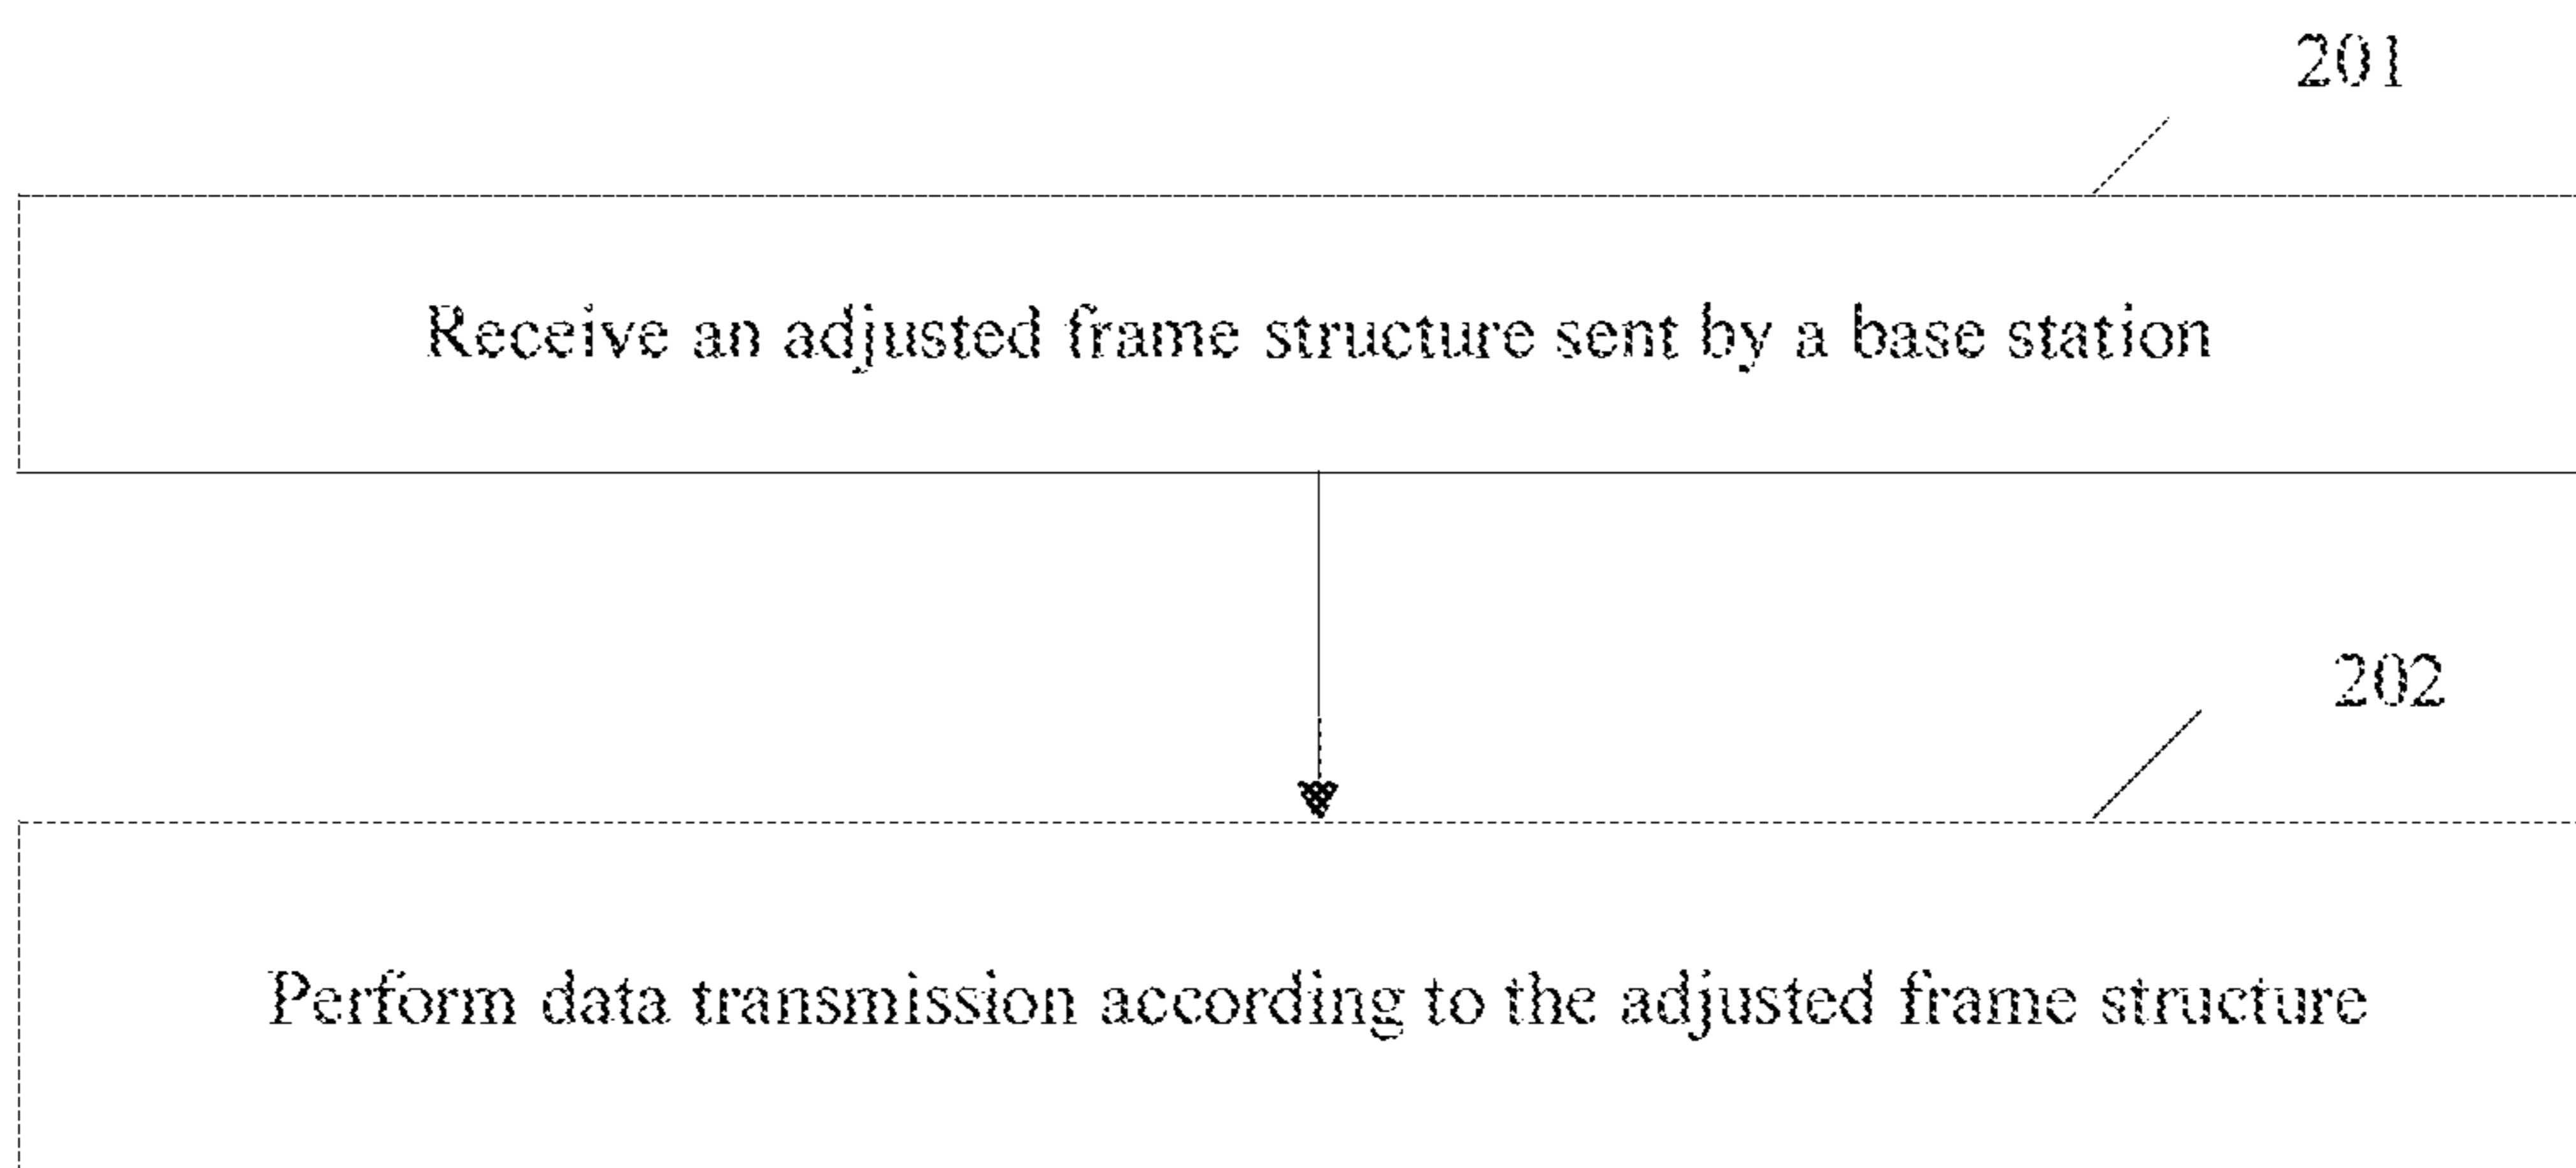 201
Receive an adjusted frame structure sent by a base station
202
Perform data transmission according to the adjusted frame structure